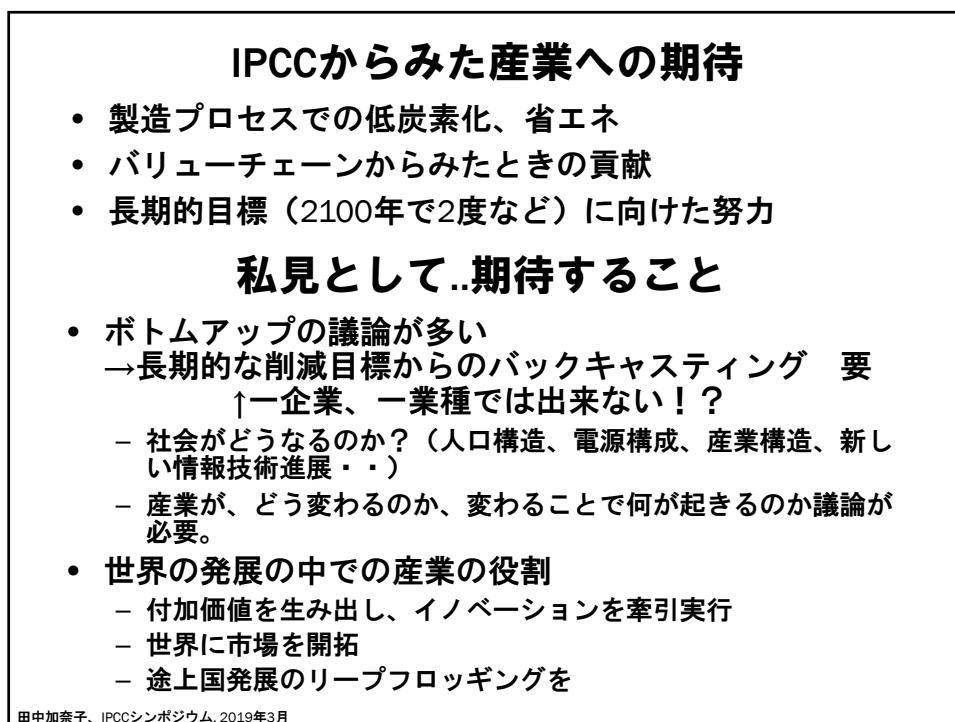 IPCCからみた産業への期待
• 製造プロセスでの低炭素化、省エネ
• バリューチェーンからみたときの貢献
• 長期的目標（2100年で2度など）に向けた努力
私見として..期待すること
• ボトムアップの議論が多い
→長期的な削減目標からのバックキャスティング　要
↑一企業、一業種では出来ない！？
– 社会がどうなるのか？（人口構造、電源構成、産業構造、新し
い情報技術進展・・）
– 産業が、どう変わるのか、変わることで何が起きるのか議論が
必要。
• 世界の発展の中での産業の役割
– 付加価値を生み出し、イノベーションを牽引実行
– 世界に市場を開拓
– 途上国発展のリープフロッギングを
田中加奈子、IPCCシンポジウム, 2019年3月